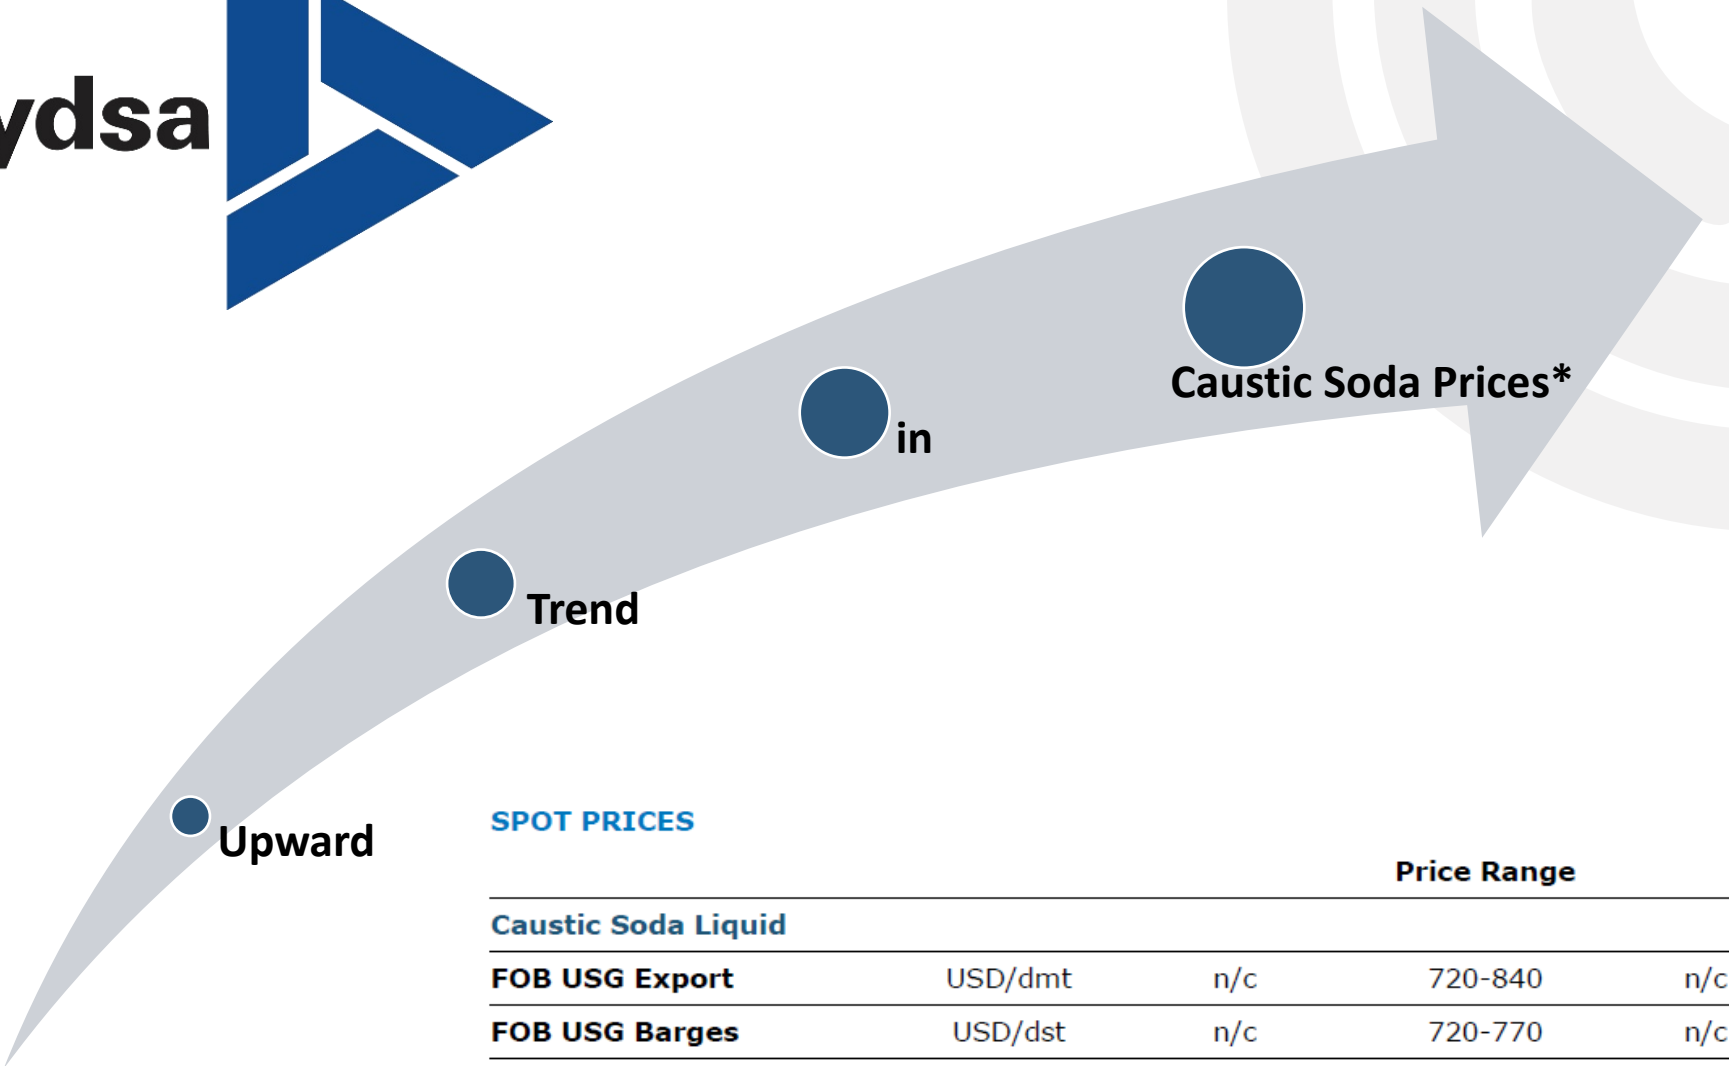 ydsa
Caustic Soda Prices*
in
Trend
Upward
SPOT PRICES
Price Range
Caustic Soda Liquid
FOB USG Export USD/dmt n/c 720-840 n/c
FOB USG Barges USD/dst n/c 720-770 n/c